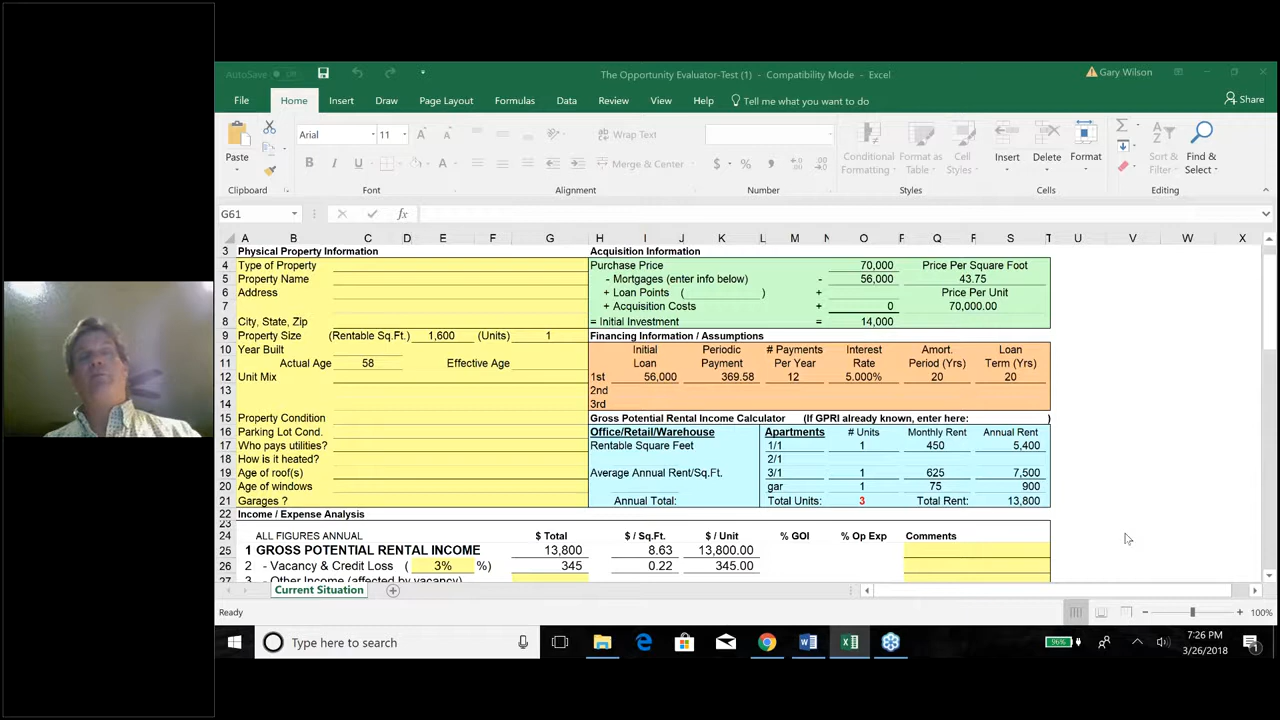 AutoSave Off The Opportunity Evaluator-Test (1) - Compatibility Mode - Excel Gary Wilson
File Home Insert Draw Page Layout Formulas Data Review View Help Tell me what you want to do Share
Arial 11 Wrap Text
Paste Merge & Center $ % Conditional Formatting Format as Table Cell Styles Insert Delete Format Sort & Filter Find & Select
Clipboard Font Alignment Number Styles Cells Editing
G61 fx
A B C D E F G H I J K L M N O F Q F S T U V W X
3 Physical Property Information Acquisition Information
4 Type of Property Purchase Price 70,000 Price Per Square Foot
5 Property Name - Mortgages (enter info below) - 56,000 43.75
6 Address + Loan Points ( ) + Price Per Unit
7 + Acquisition Costs + 0 70,000.00
8 City, State, Zip = Initial Investment = 14,000
9 Property Size (Rentable Sq.Ft.) 1,600 (Units) 1 Financing Information / Assumptions
10 Year Built Initial Periodic # Payments Interest Amort. Loan
11 Actual Age 58 Effective Age Loan Payment Per Year Rate Period (Yrs) Term (Yrs)
12 Unit Mix 1st 56,000 369.58 12 5.000% 20 20
13 2nd
14 3rd
15 Property Condition Gross Potential Rental Income Calculator (If GPRI already known, enter here: )
16 Parking Lot Cond. Office/Retail/Warehouse Apartments # Units Monthly Rent Annual Rent
17 Who pays utilities? Rentable Square Feet 1/1 1 450 5,400
18 How is it heated? 2/1
19 Age of roof(s) Average Annual Rent/Sq.Ft. 3/1 1 625 7,500
20 Age of windows gar 1 75 900
21 Garages ? Annual Total: Total Units: 3 Total Rent: 13,800
22 Income / Expense Analysis
23
24 ALL FIGURES ANNUAL $ Total $ / Sq.Ft. $ / Unit % GOI % Op Exp Comments
25 1 GROSS POTENTIAL RENTAL INCOME 13,800 8.63 13,800.00
26 2 - Vacancy & Credit Loss ( 3% %) 345 0.22 345.00
27 3 - Other Income (affected by vacancy)
Current Situation
Ready 100%
Type here to search 96% 7:26 PM
3/26/2018